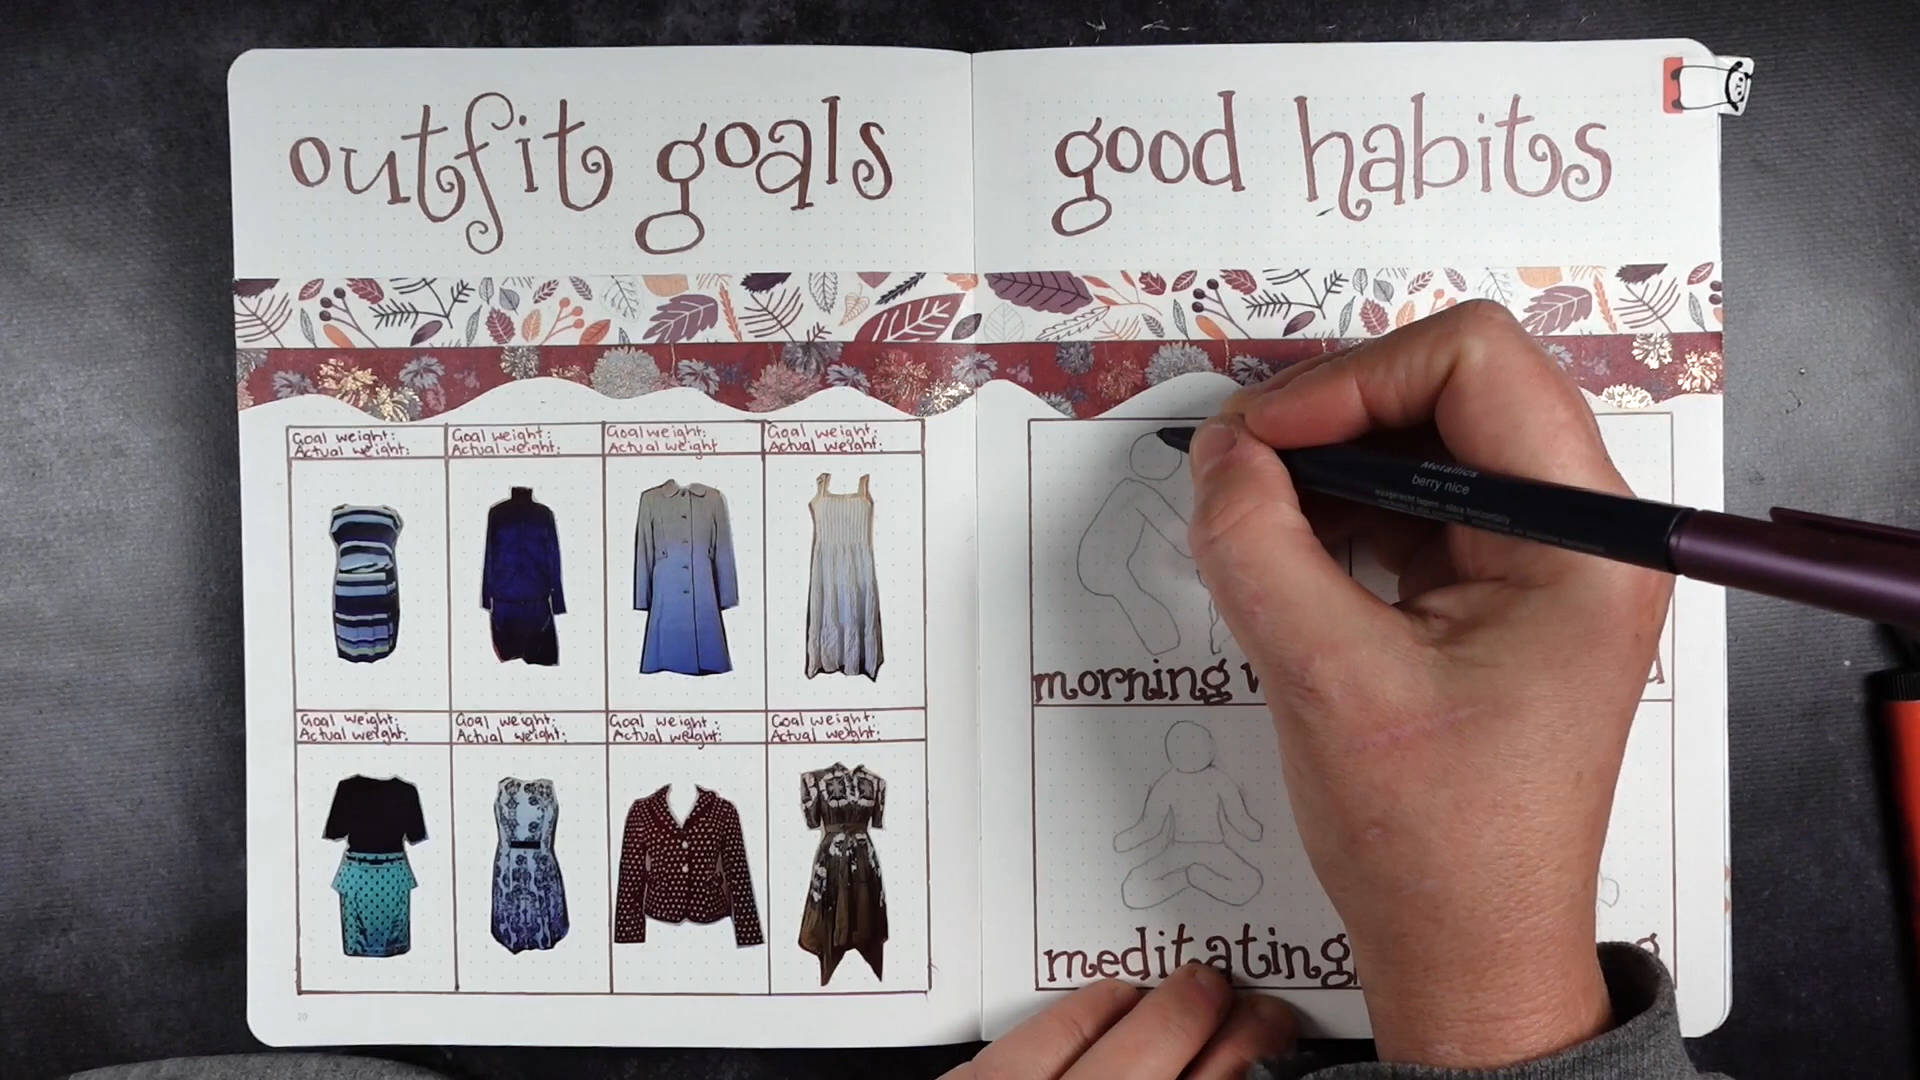 outfit goals
good habits
Goal weight:
Actual weight:
Goal weight:
Actual weight:
Goal weight:
Actual weight
Goal weight:
Actual weight:
Goal weight:
Actual weight:
Goal weight:
Actual weight:
Goal weight:
Actual weight:
Goal weight:
Actual weight:
20
morning
meditating
Metallics
berry nice